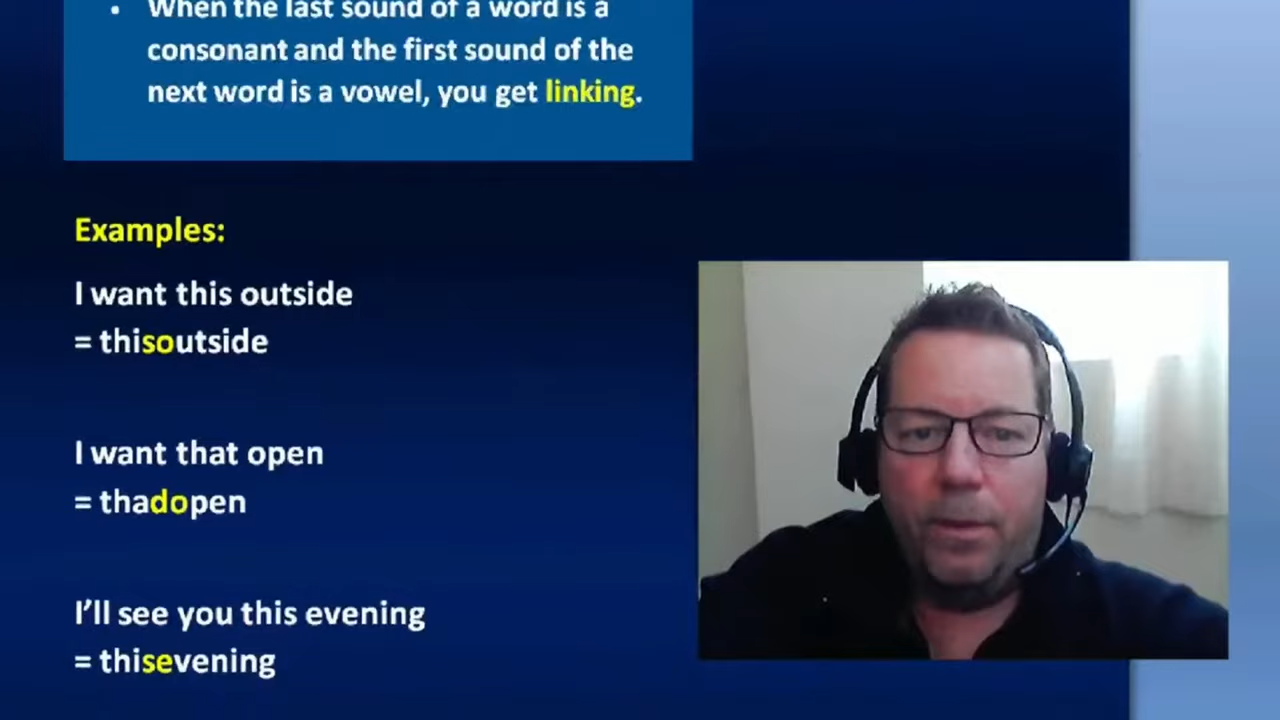 • When the last sound of a word is a
consonant and the first sound of the
next word is a vowel, you get linking.
Examples:
I want this outside
= thisoutside
I want that open
= thadopen
I'll see you this evening
= thisevening